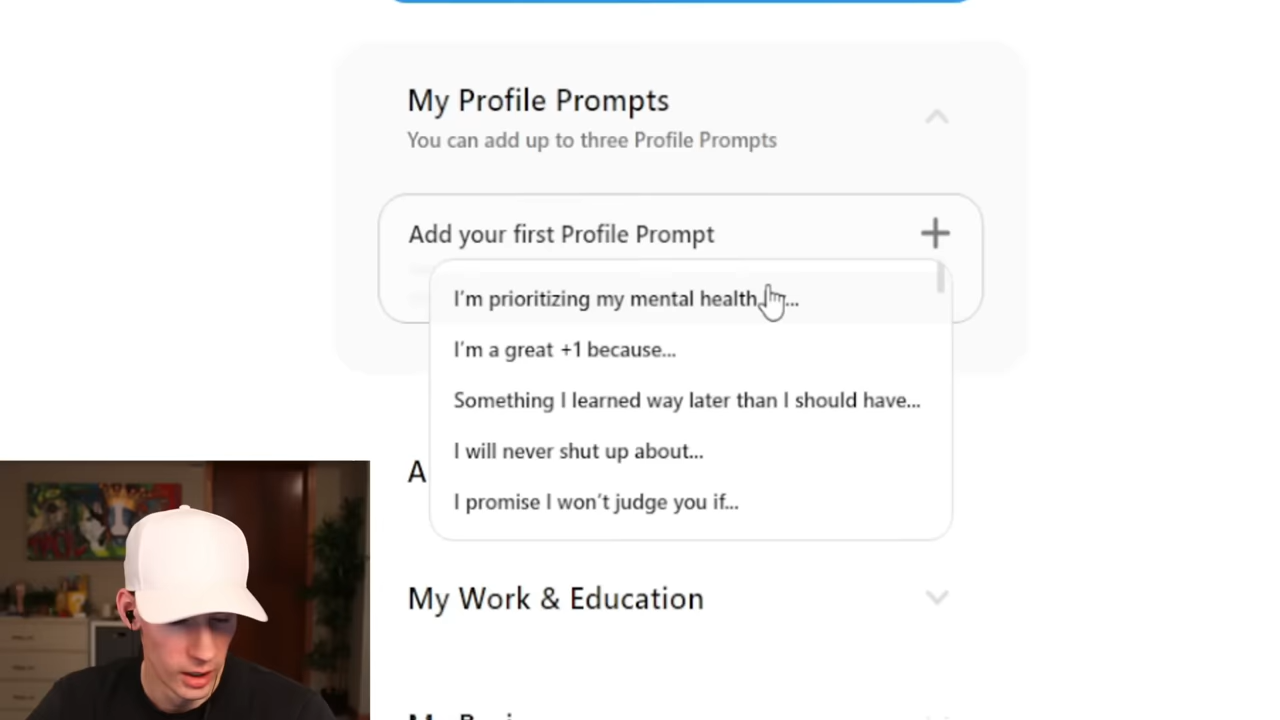 My Profile Prompts
You can add up to three Profile Prompts
Add your first Profile Prompt
I'm prioritizing my mental health
I'm a great +1 because...
Something I learned way later than I should have...
I will never shut up about...
I promise I won't judge you if...
A
My Work & Education